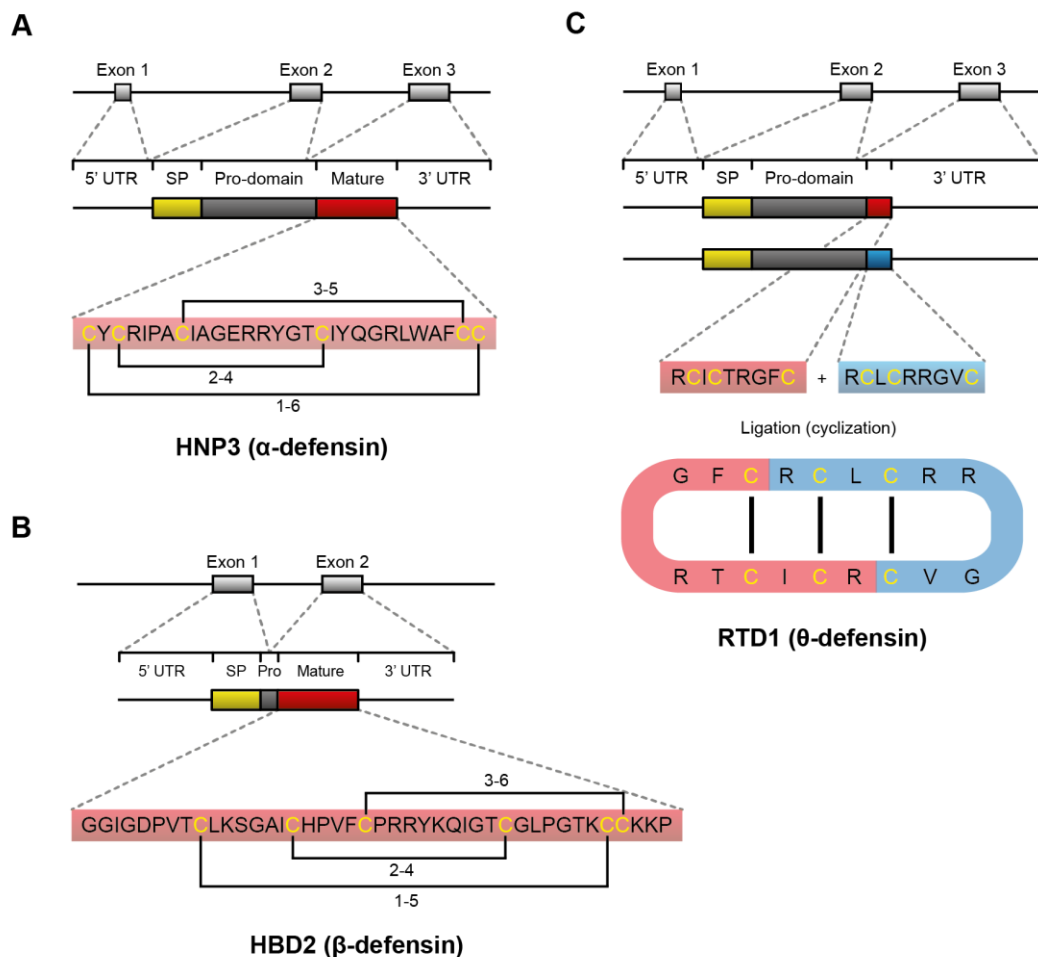 A
Exon 1 Exon 2 Exon 3
5’ UTR SP Pro-domain Mature 3’ UTR
3-5
CYCRIPACIAGERRYGTCIYQGRLWAFCC
2-4
1-6
HNP3 (α-defensin)
B
Exon 1 Exon 2
5’ UTR SP Pro Mature 3’ UTR
3-6
GGIGDPVTCLKSGAICHPVFCPRRYKQIGTCGLPGTKCCKKP
2-4
1-5
HBD2 (β-defensin)
C
Exon 1 Exon 2 Exon 3
5’ UTR SP Pro-domain 3’ UTR
RCICTRGFC + RCLCRRGVC
Ligation (cyclization)
G F C R C L C R R
R T C I C R C V G
RTD1 (θ-defensin)